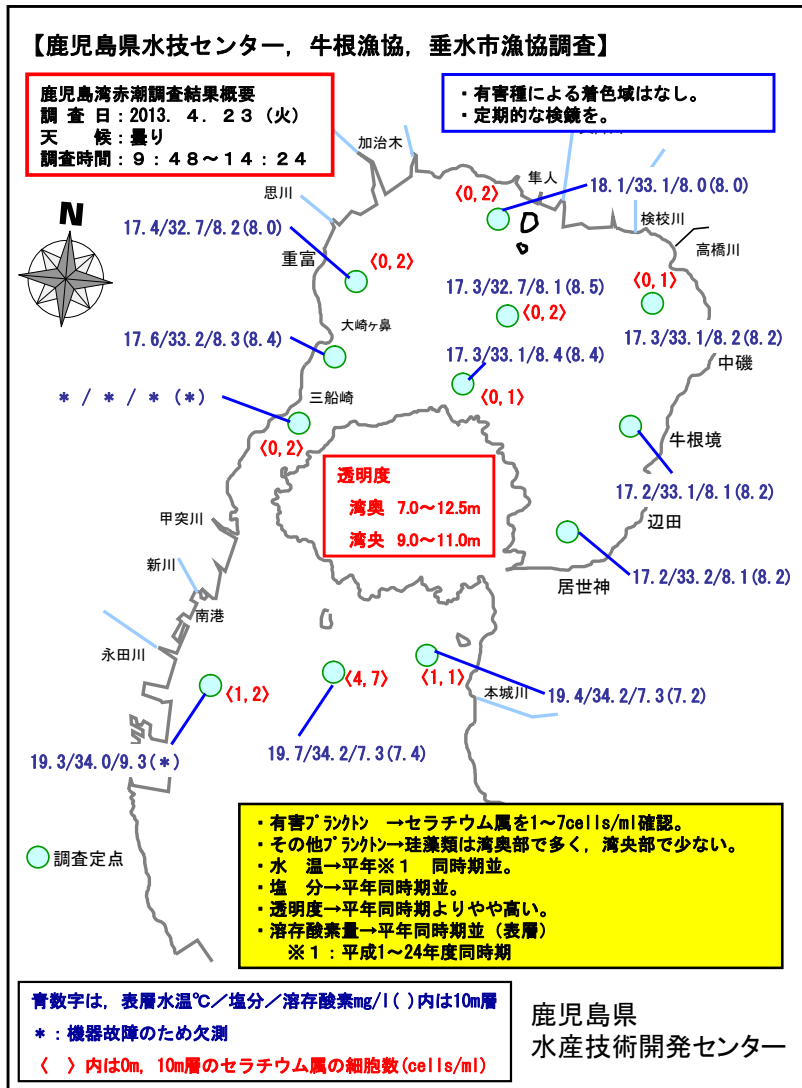 【鹿児島県水技センター，牛根漁協，垂水市漁協調査】
鹿児島湾赤潮調査結果概要
調 査 日：2013. 4. 23 (火)
天　　候：曇り
調査時間：9：48～14：24
・有害種による着色域はなし。
・定期的な検鏡を。
加治木
隼人
思川
検校川
高橋川
重富
N
〈0, 2〉
18.1/33.1/8.0(8.0)
17.4/32.7/8.2(8.0)
〈0, 2〉
17.3/32.7/8.1(8.5)
〈0, 1〉
〈0, 2〉
大崎ヶ鼻
17.6/33.2/8.3(8.4)
17.3/33.1/8.2(8.2)
17.3/33.1/8.4(8.4)
中磯
＊ / ＊ / ＊ (＊)
三船崎
〈0, 1〉
〈0, 2〉
牛根境
透明度
湾奥 7.0～12.5m
湾央 9.0～11.0m
17.2/33.1/8.1(8.2)
甲突川
辺田
新川
居世神
17.2/33.2/8.1(8.2)
南港
永田川
〈1, 2〉
〈4, 7〉
〈1, 1〉
本城川
19.4/34.2/7.3(7.2)
19.3/34.0/9.3(＊)
19.7/34.2/7.3(7.4)
調査定点
・有害ﾌﾟﾗﾝｸﾄﾝ →セラチウム属を1～7cells/ml確認。
・その他ﾌﾟﾗﾝｸﾄﾝ→珪藻類は湾奥部で多く，湾央部で少ない。
・水　温→平年※１ 同時期並。
・塩　分→平年同時期並。
・透明度→平年同時期よりやや高い。
・溶存酸素量→平年同時期並（表層）
※１：平成1～24年度同時期
青数字は，表層水温℃／塩分／溶存酸素mg/l( )内は10m層
＊：機器故障のため欠測
〈 〉内は0m，10m層のセラチウム属の細胞数(cells/ml)
鹿児島県
水産技術開発センター